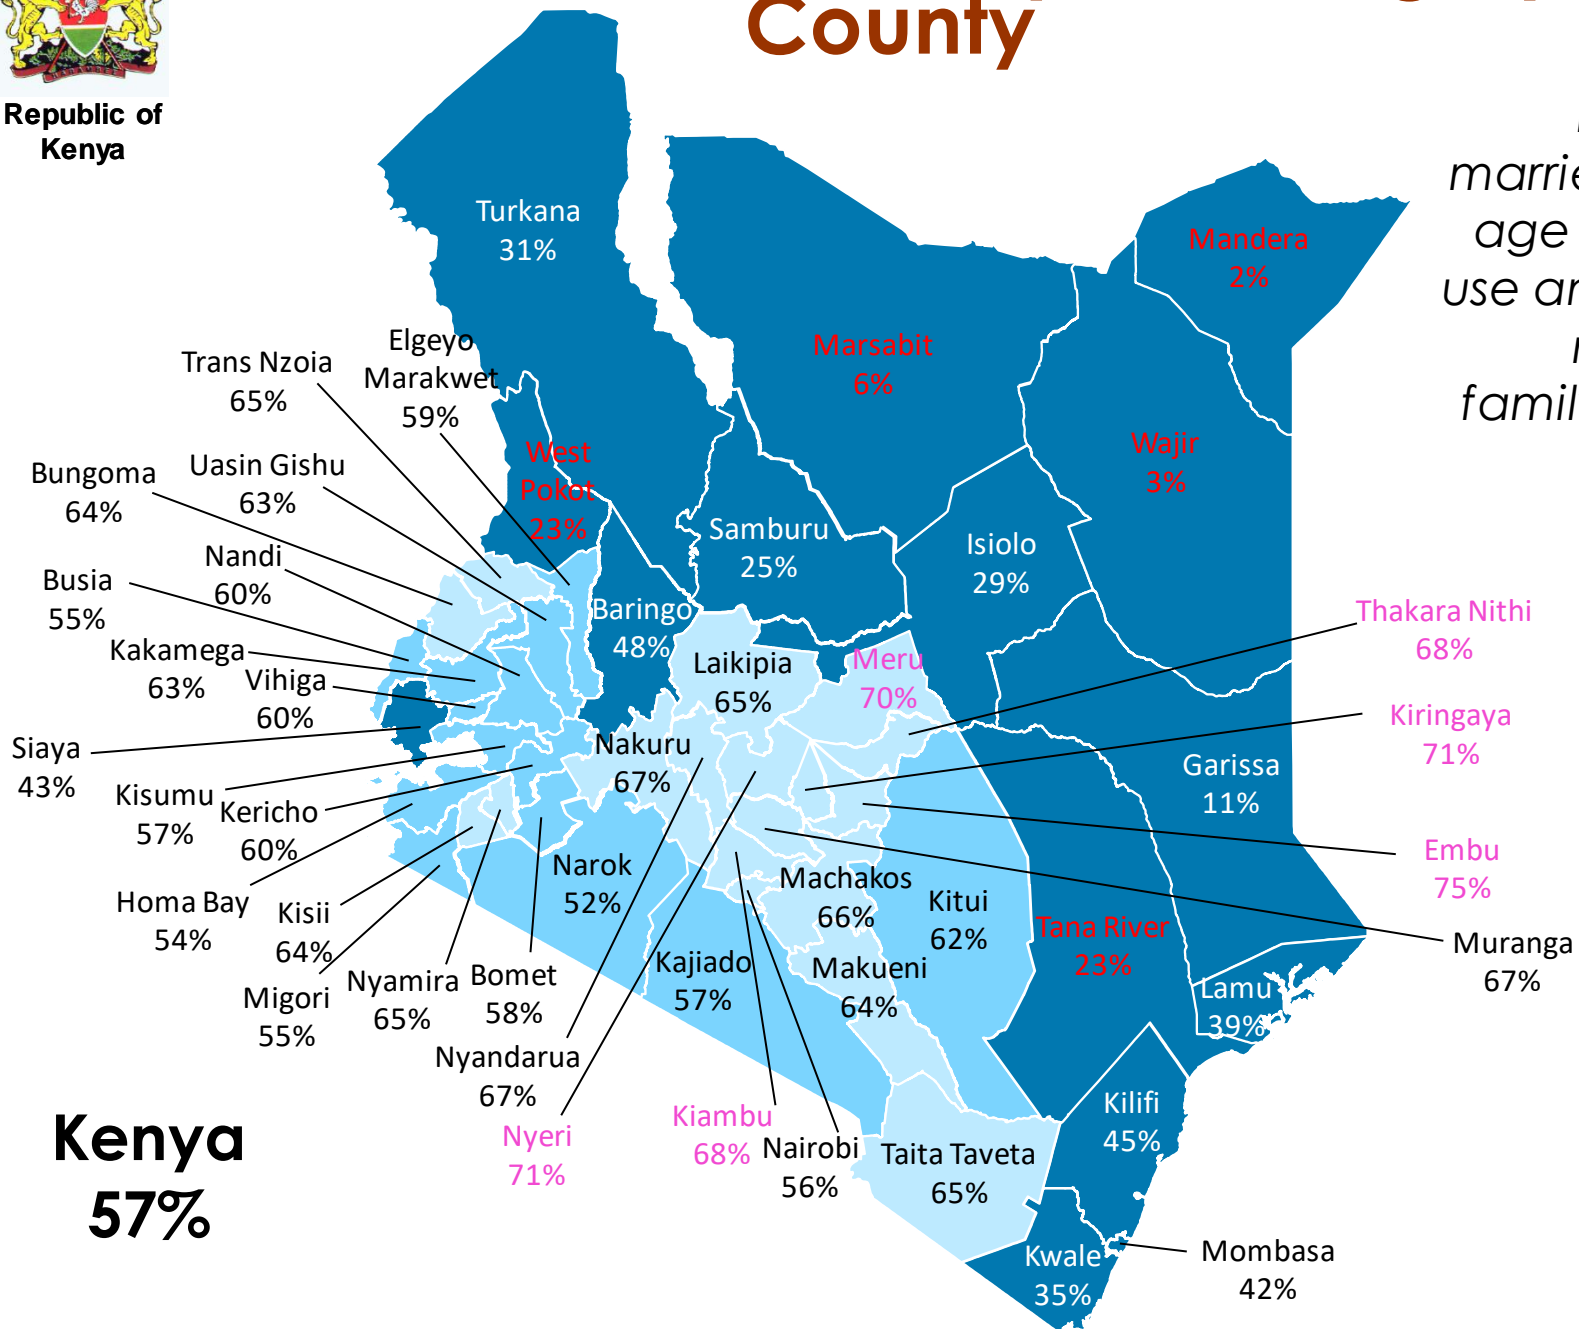 County
Republic of
Kenya
marrie
age
use ar
famil
Turkana
31%
Mandera
2%
Marsabit
6%
Wajir
3%
Elgeyo
Marakwet
59%
Trans Nzoia
65%
West
Pokot
23%
Uasin Gishu
63%
Bungoma
64%
Samburu
25%
Isiolo
29%
Nandi
60%
Busia
55%
Baringo
48%
Thakara Nithi
68%
Kakamega
63%
Laikipia
65%
Meru
70%
Vihiga
60%
Kiringaya
71%
Siaya
43%
Nakuru
67%
Garissa
11%
Kisumu
57%
Kericho
60%
Embu
75%
Narok
52%
Machakos
66%
Kitui
62%
Homa Bay
54%
Kisii
64%
Tana River
23%
Muranga
67%
Kajiado
57%
Makueni
64%
Nyamira
65%
Bomet
58%
Migori
55%
Lamu
39%
Nyandarua
67%
Kenya
57%
Nyeri
71%
Kiambu
68%
Nairobi
56%
Taita Taveta
65%
Kilifi
45%
Kwale
35%
Mombasa
42%